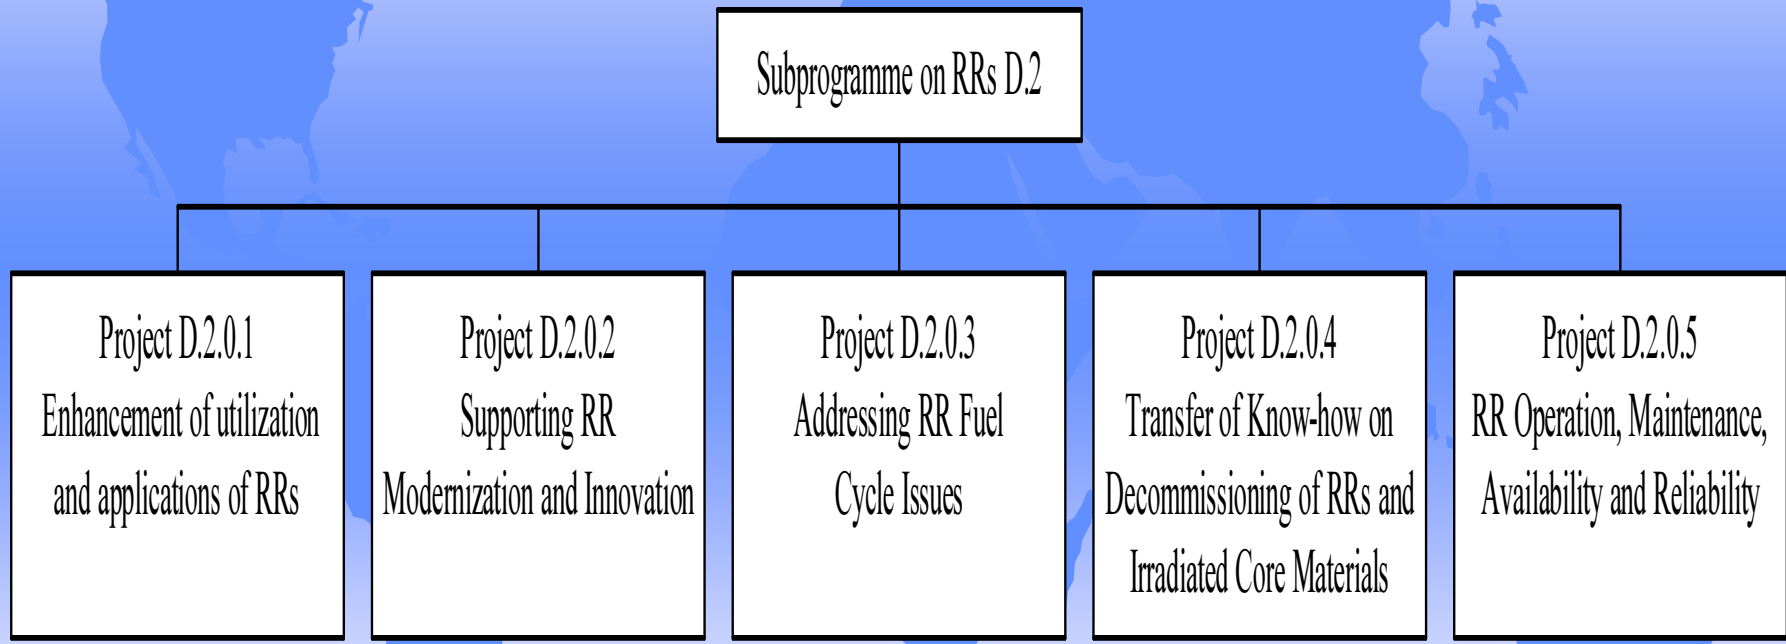 Subprogramme on RRs D.2
Project D.2.0.1
Enhancement of utilization
and applications of RRs
Project D.2.0.2
Supporting RR
Modernization and Innovation
Project D.2.0.3
Addressing RR Fuel
Cycle Issues
Project D.2.0.4
Transfer of Know-how on
Decommissioning of RRs and
Irradiated Core Materials
Project D.2.0.5
RR Operation, Maintenance,
Availability and Reliability